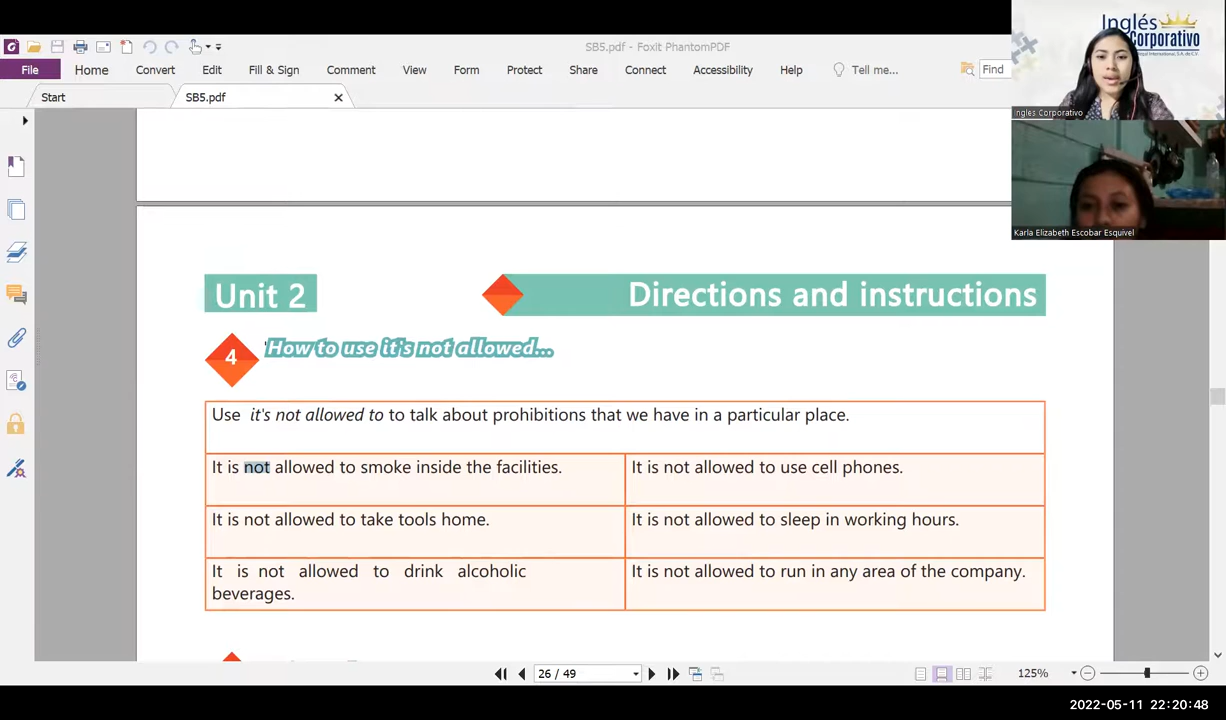 SB5.pdf - Foxit PhantomPDF
File Home Convert Edit Fill & Sign Comment View Form Protect Share Connect Accessibility Help Tell me... Find
Start SB5.pdf
Inglés
Corporativo
Ingles Corporativo
Karla Elizabeth Escobar Esquivel
Unit 2
Directions and instructions
4
How to use it's not allowed...
Use it's not allowed to to talk about prohibitions that we have in a particular place.
It is not allowed to smoke inside the facilities.
It is not allowed to use cell phones.
It is not allowed to take tools home.
It is not allowed to sleep in working hours.
It is not allowed to drink alcoholic
beverages.
It is not allowed to run in any area of the company.
26 / 49
125%
2022-05-11 22:20:48